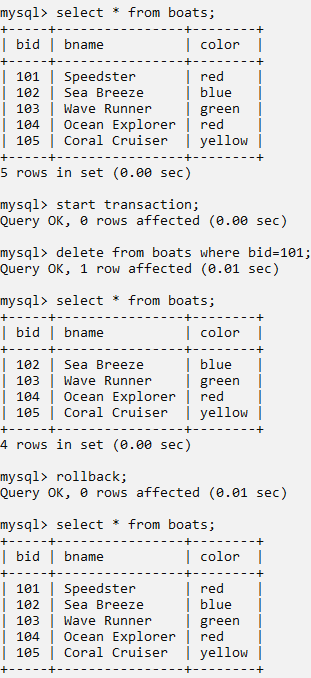 mysql> select * from boats;
+-----+----------------+--------+
| bid | bname          | color  |
+-----+----------------+--------+
| 101 | Speedster      | red    |
| 102 | Sea Breeze     | blue   |
| 103 | Wave Runner    | green  |
| 104 | Ocean Explorer | red    |
| 105 | Coral Cruiser  | yellow |
+-----+----------------+--------+
5 rows in set (0.00 sec)
mysql> start transaction;
Query OK, 0 rows affected (0.00 sec)
mysql> delete from boats where bid=101;
Query OK, 1 row affected (0.01 sec)
mysql> select * from boats;
+-----+----------------+--------+
| bid | bname          | color  |
+-----+----------------+--------+
| 102 | Sea Breeze     | blue   |
| 103 | Wave Runner    | green  |
| 104 | Ocean Explorer | red    |
| 105 | Coral Cruiser  | yellow |
+-----+----------------+--------+
4 rows in set (0.00 sec)
mysql> rollback;
Query OK, 0 rows affected (0.01 sec)
mysql> select * from boats;
+-----+----------------+--------+
| bid | bname          | color  |
+-----+----------------+--------+
| 101 | Speedster      | red    |
| 102 | Sea Breeze     | blue   |
| 103 | Wave Runner    | green  |
| 104 | Ocean Explorer | red    |
| 105 | Coral Cruiser  | yellow |
+-----+----------------+--------+